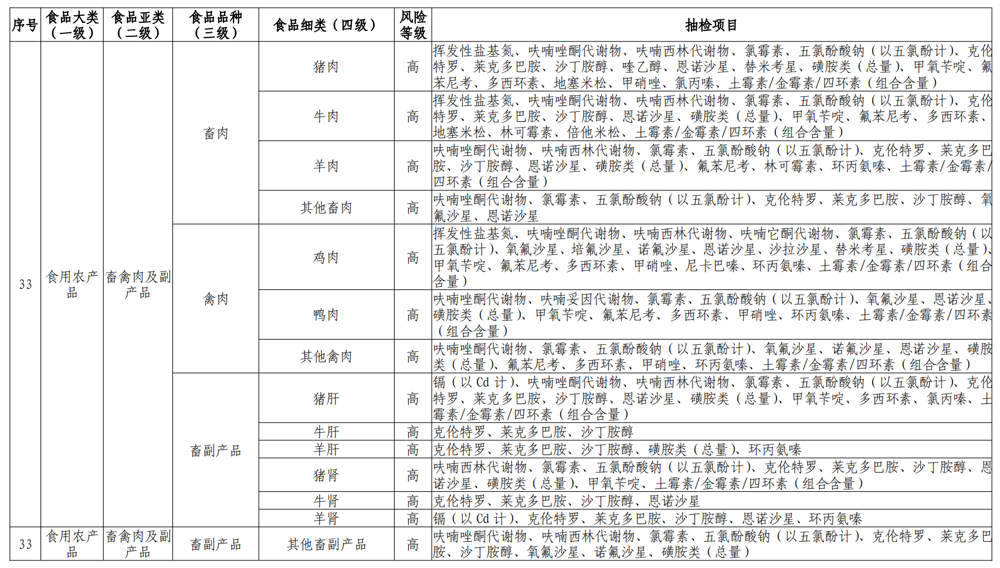 序号 食品大类（一级） 食品亚类（二级） 食品品种（三级） 食品细类（四级） 风险等级 抽检项目
33 食用农产品 畜禽肉及副产品
畜肉
猪肉 高
挥发性盐基氮、呋喃唑酮代谢物、呋喃西林代谢物、氯霉素、五氯酚酸钠（以五氯酚计）、克伦
特罗、莱克多巴胺、沙丁胺醇、喹乙醇、恩诺沙星、替米考星、磺胺类（总量）、甲氧苄啶、氟
苯尼考、多西环素、地塞米松、甲硝唑、氯丙嗪、土霉素/金霉素/四环素（组合含量）
牛肉 高
挥发性盐基氮、呋喃唑酮代谢物、呋喃西林代谢物、氯霉素、五氯酚酸钠（以五氯酚计）、克伦
特罗、莱克多巴胺、沙丁胺醇、恩诺沙星、磺胺类（总量）、甲氧苄啶、氟苯尼考、多西环素、
地塞米松、林可霉素、倍他米松、土霉素/金霉素/四环素（组合含量）
羊肉 高
呋喃唑酮代谢物、呋喃西林代谢物、氯霉素、五氯酚酸钠（以五氯酚计）、克伦特罗、莱克多巴
胺、沙丁胺醇、恩诺沙星、磺胺类（总量）、氟苯尼考、林可霉素、环丙氨嗪、土霉素/金霉素/
四环素（组合含量）
其他畜肉 高
呋喃唑酮代谢物、氯霉素、五氯酚酸钠（以五氯酚计）、克伦特罗、莱克多巴胺、沙丁胺醇、氧
氟沙星、恩诺沙星
禽肉
鸡肉 高
挥发性盐基氮、呋喃唑酮代谢物、呋喃西林代谢物、呋喃它酮代谢物、氯霉素、五氯酚酸钠（以
五氯酚计）、氧氟沙星、培氟沙星、诺氟沙星、恩诺沙星、沙拉沙星、替米考星、磺胺类（总量）、
甲氧苄啶、氟苯尼考、多西环素、甲硝唑、尼卡巴嗪、环丙氨嗪、土霉素/金霉素/四环素（组合
含量）
鸭肉 高
呋喃唑酮代谢物、呋喃妥因代谢物、氯霉素、五氯酚酸钠（以五氯酚计）、氧氟沙星、恩诺沙星、
磺胺类（总量）、甲氧苄啶、氟苯尼考、多西环素、甲硝唑、环丙氨嗪、土霉素/金霉素/四环素
（组合含量）
其他禽肉 高
呋喃唑酮代谢物、氯霉素、五氯酚酸钠（以五氯酚计）、氧氟沙星、诺氟沙星、恩诺沙星、磺胺
类（总量）、氟苯尼考、多西环素、甲硝唑、环丙氨嗪、土霉素/金霉素/四环素（组合含量）
畜副产品
猪肝 高
镉（以 Cd 计）、呋喃唑酮代谢物、呋喃西林代谢物、氯霉素、五氯酚酸钠（以五氯酚计）、克伦
特罗、莱克多巴胺、沙丁胺醇、恩诺沙星、磺胺类（总量）、甲氧苄啶、多西环素、氯丙嗪、土
霉素/金霉素/四环素（组合含量）
牛肝 高 克伦特罗、莱克多巴胺、沙丁胺醇
羊肝 高 克伦特罗、莱克多巴胺、沙丁胺醇、磺胺类（总量）、环丙氨嗪
猪肾 高
呋喃西林代谢物、氯霉素、五氯酚酸钠（以五氯酚计）、克伦特罗、莱克多巴胺、沙丁胺醇、恩
诺沙星、磺胺类（总量）、甲氧苄啶、土霉素/金霉素/四环素（组合含量）
牛肾 高 克伦特罗、莱克多巴胺、沙丁胺醇、恩诺沙星
羊肾 高 镉（以 Cd 计）、克伦特罗、莱克多巴胺、沙丁胺醇、恩诺沙星、环丙氨嗪
33 食用农产品 畜禽肉及副产品 畜副产品 其他畜副产品 高
呋喃唑酮代谢物、呋喃西林代谢物、氯霉素、五氯酚酸钠（以五氯酚计）、克伦特罗、莱克多巴
胺、沙丁胺醇、氧氟沙星、诺氟沙星、磺胺类（总量）